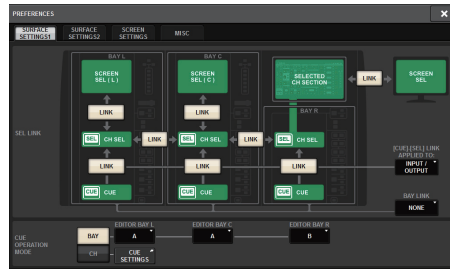 PREFERENCES
SURFACE SETTINGS1
SURFACE SETTINGS2
SCREEN SETTINGS
MISC
BAY L
BAY C
SCREEN SEL ( L )
SCREEN SEL ( C )
SELECTED CH SECTION
LINK
SCREEN SEL
LINK
LINK
BAY R
SEL LINK
SEL CH SEL
LINK
SEL CH SEL
LINK
SEL CH SEL
[CUE]-[SEL] LINK APPLIED TO
LINK
LINK
LINK
INPUT / OUTPUT
CUE CUE
CUE CUE
CUE CUE
BAY LINK
NONE
CUE OPERATION MODE
BAY
CH
EDITOR BAY L
A
EDITOR BAY C
A
EDITOR BAY R
B
CUE SETTINGS